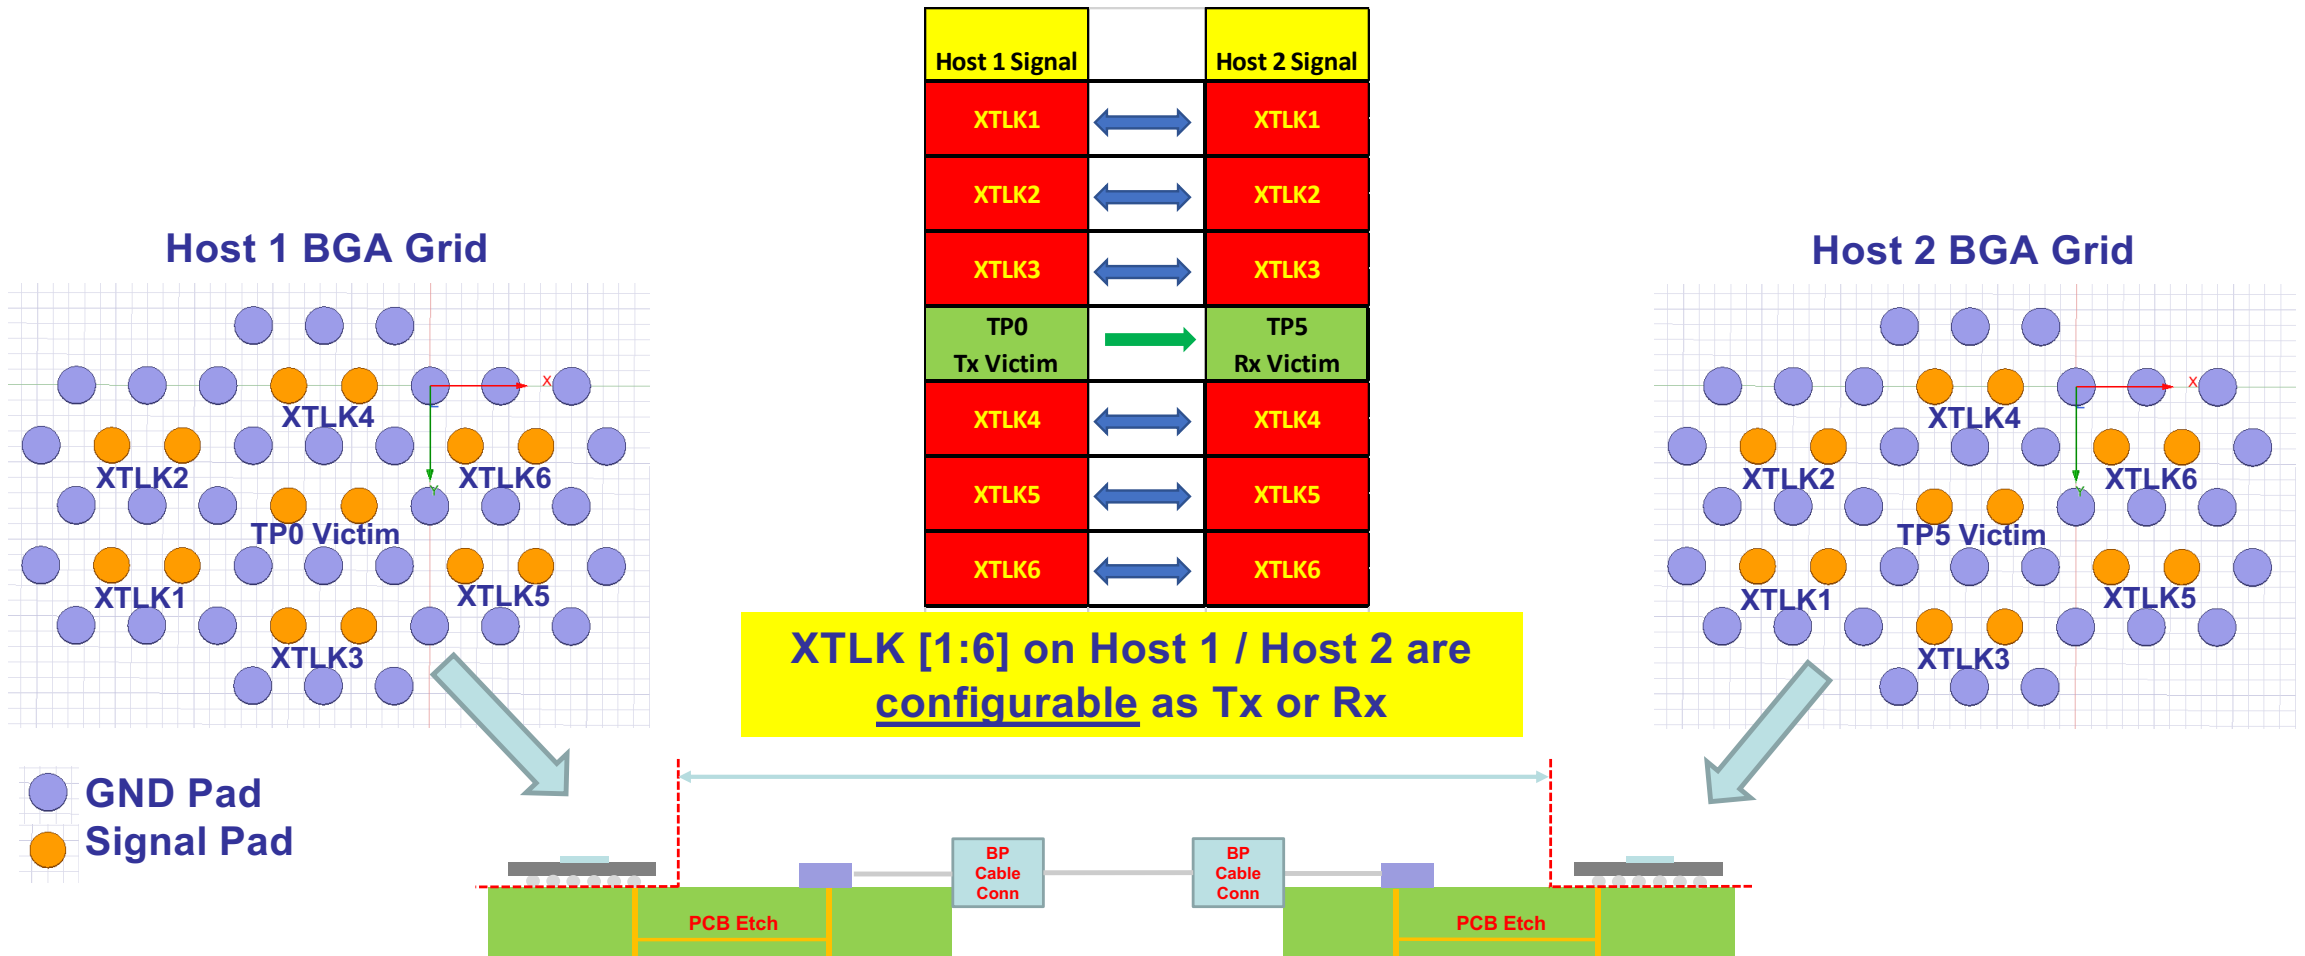 Host 1 Signal
Host 2 Signal
XTLK1
XTLK1
XTLK2
XTLK2
XTLK3
XTLK3
TP0
Tx Victim
TP5
Rx Victim
XTLK4
XTLK4
XTLK5
XTLK5
XTLK6
XTLK6
Host 1 BGA Grid
X
XTLK4
Z
XTLK2
XTLK6
Y
TP0 Victim
XTLK1
XTLK5
XTLK3
Host 2 BGA Grid
X
XTLK4
Z
XTLK2
XTLK6
Y
TP5 Victim
XTLK1
XTLK5
XTLK3
XTLK [1:6] on Host 1 / Host 2 are
configurable as Tx or Rx
GND Pad
Signal Pad
BP
Cable
Conn
BP
Cable
Conn
PCB Etch
PCB Etch